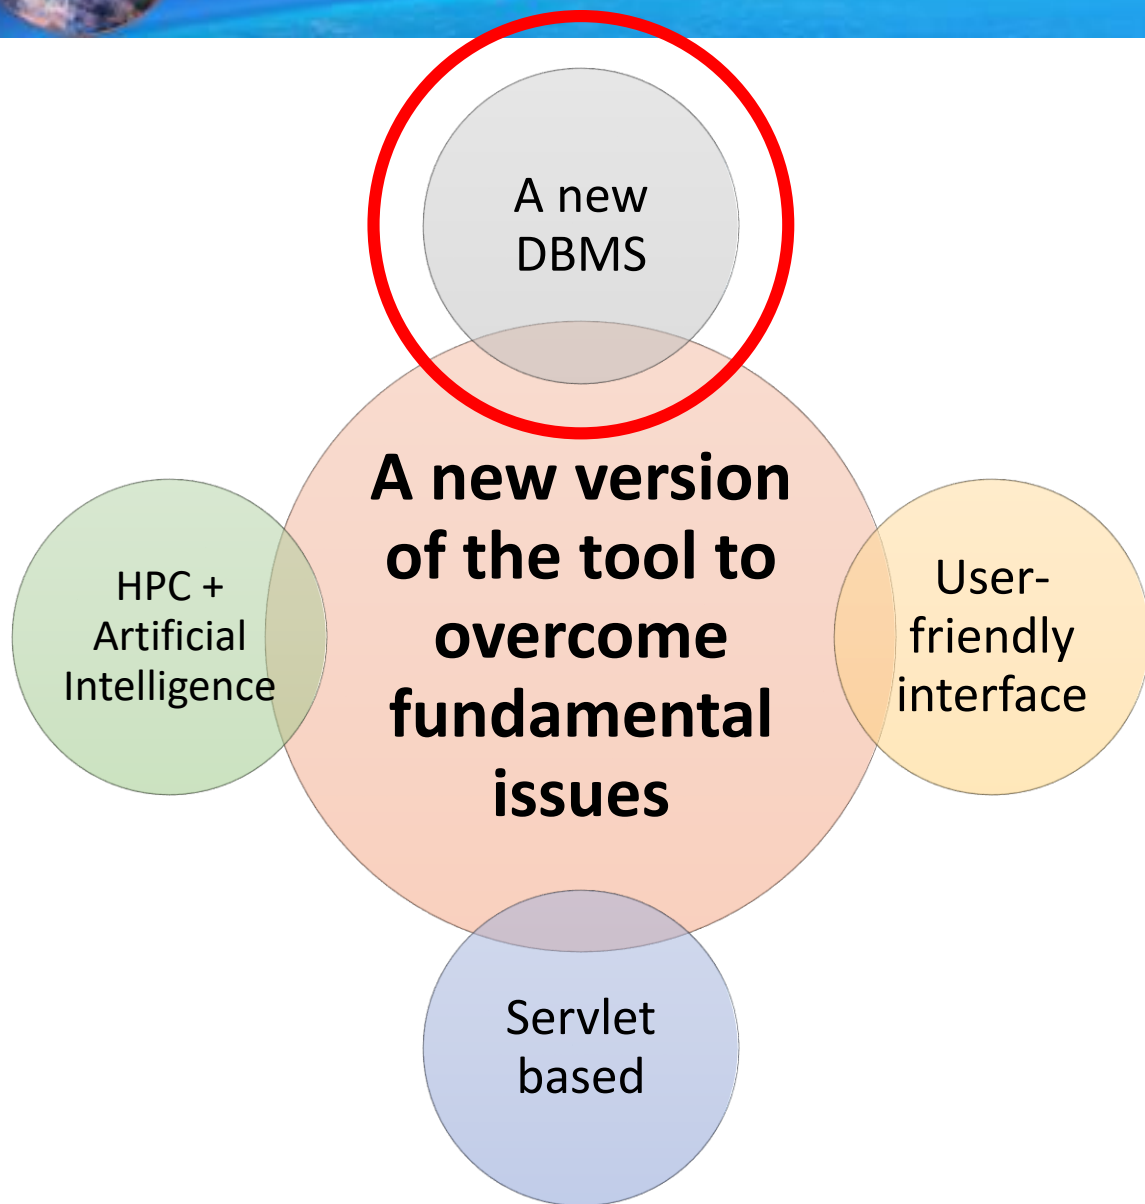 A new
DBMS
A new version
of the tool to
overcome
fundamental
issues
HPC +
Artificial
Intelligence
User-
friendly
interface
Servlet
based